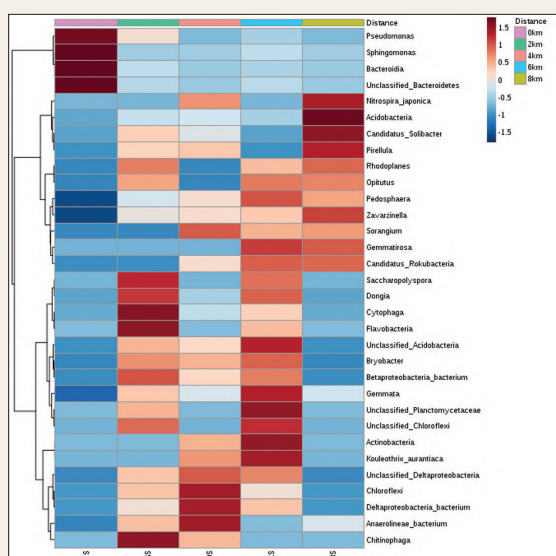 Distance
Pseudomonas
Sphingomonas
Bacteroidia
Unclassified_Bacteroidetes
Nitrospira_japonica
Acidobacteria
Candidatus_Solibacter
Pirellula
Rhodoplanes
Opitutus
Pedosphaera
Zavarzinella
Sorangium
Gemmatirosa
Candidatus_Rokubacteria
Saccharopolyspora
Dongia
Cytophaga
Flavobacteria
Unclassified_Acidobacteria
Bryobacter
Betaproteobacteria_bacterium
Gemmata
Unclassified_Planctomycetaceae
Unclassified_Chloroflexi
Actinobacteria
Kouleothrix_aurantiaca
Unclassified_Deltaproteobacteria
Chloroflexi
Deltaproteobacteria_bacterium
Anaerolineae_bacterium
Chitinophaga
1.5
1
0.5
0
-0.5
-1
-1.5
Distance
0km
2km
4km
6km
8km